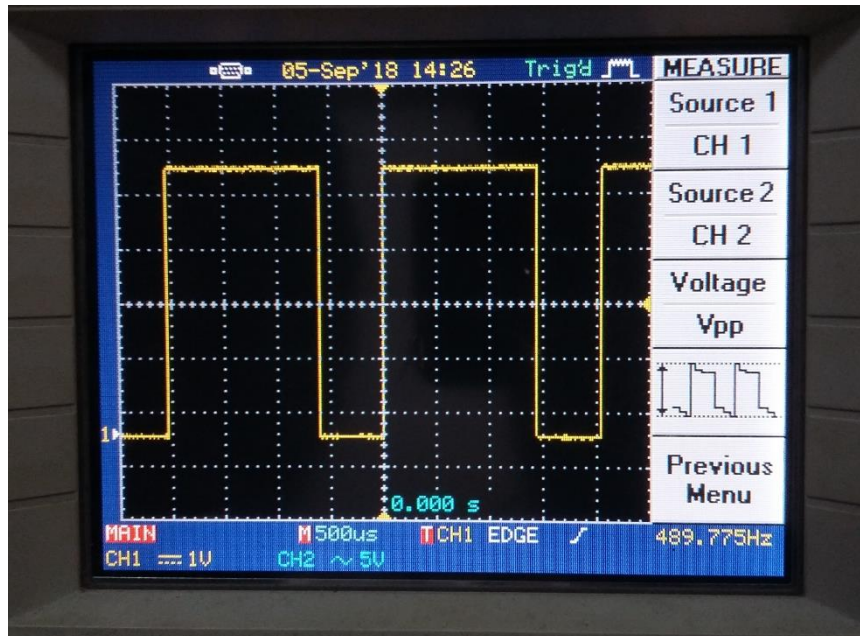 05-Sep'18 14:26 Trig'd MEASURE
Source 1
CH 1
Source 2
CH 2
Voltage
Vpp
1
Previous
Menu
0.000 s
MAIN M 500us T CH1 EDGE 489.775Hz
CH1 1V CH2 5V